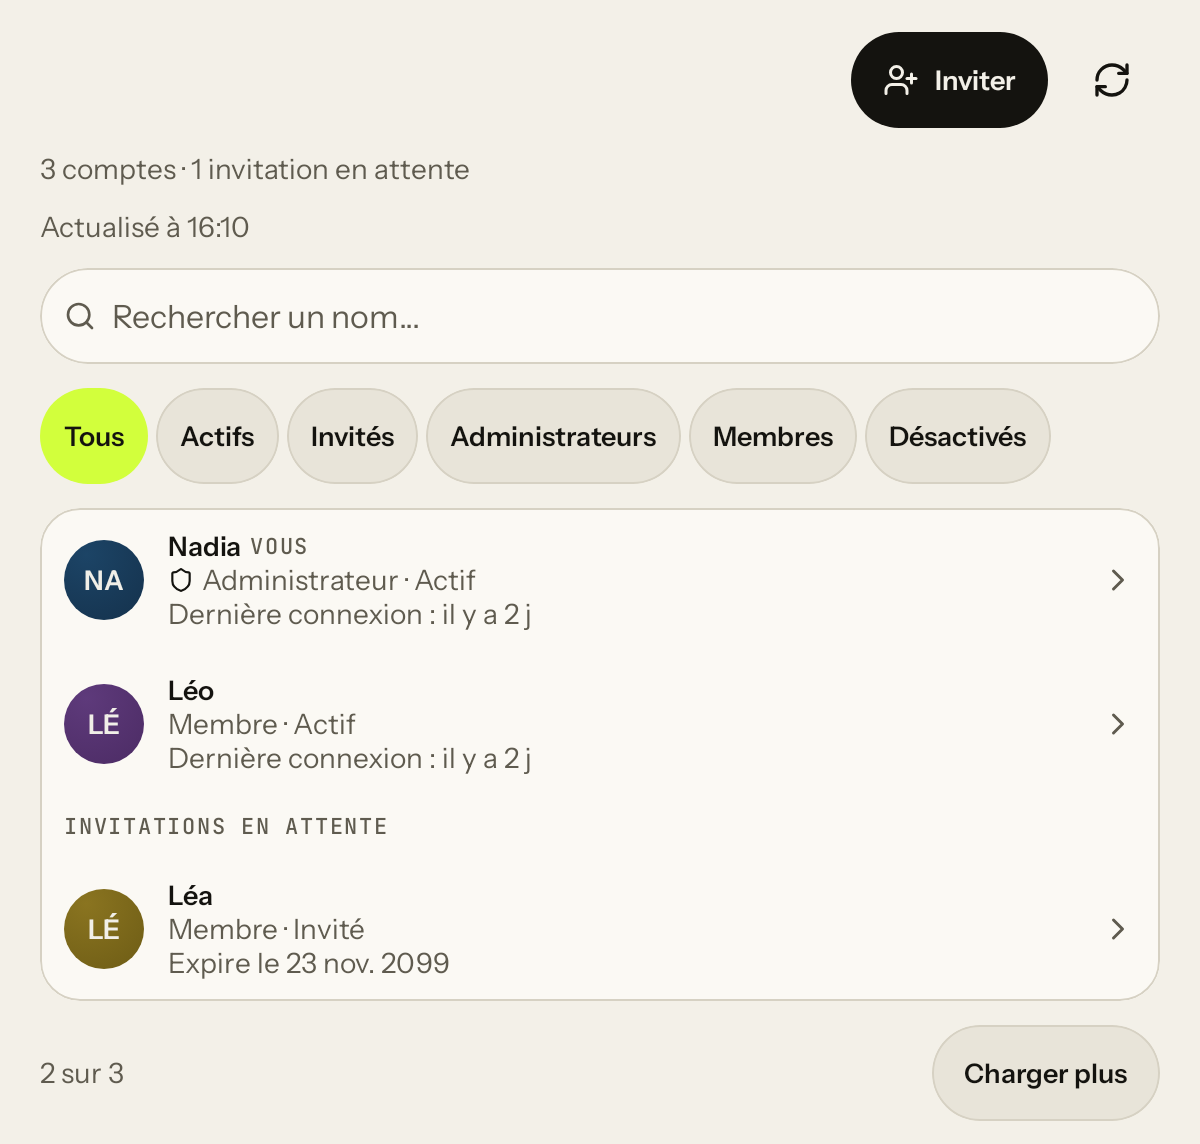 Inviter
3 comptes · 1 invitation en attente
Actualisé à 16:10
Rechercher un nom...
Tous Actifs Invités Administrateurs Membres Désactivés
NA
Nadia VOUS
Administrateur · Actif
Dernière connexion : il y a 2 j
LÉ
Léo
Membre · Actif
Dernière connexion : il y a 2 j
INVITATIONS EN ATTENTE
LÉ
Léa
Membre · Invité
Expire le 23 nov. 2099
2 sur 3
Charger plus